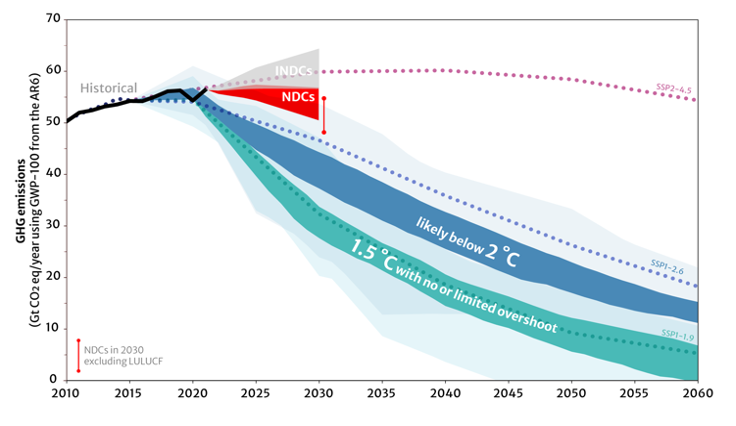 70
60
50
40
30
20
10
0
GHG emissions
(Gt CO2 eq/year using GWP-100 from the AR6)
Historical
INDCs
NDCs
SSP2-4.5
likely below 2 °C
1.5 °C with no or limited overshoot
SSP1-2.6
SSP1-1.9
NDCs in 2030
excluding LULUCF
2010 2015 2020 2025 2030 2035 2040 2045 2050 2055 2060